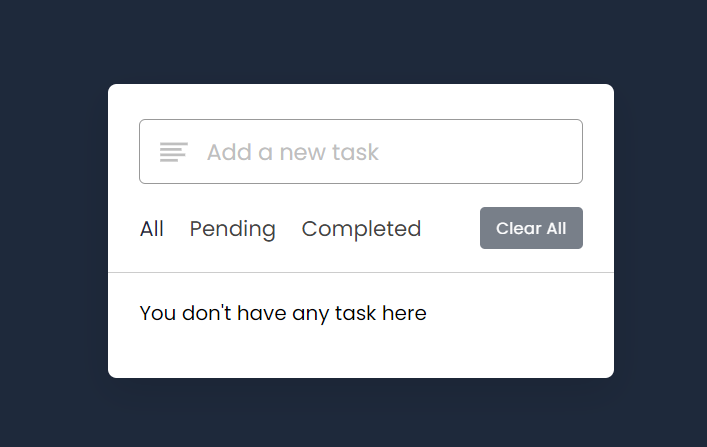 Add a new task
All Pending Completed Clear All
You don't have any task here